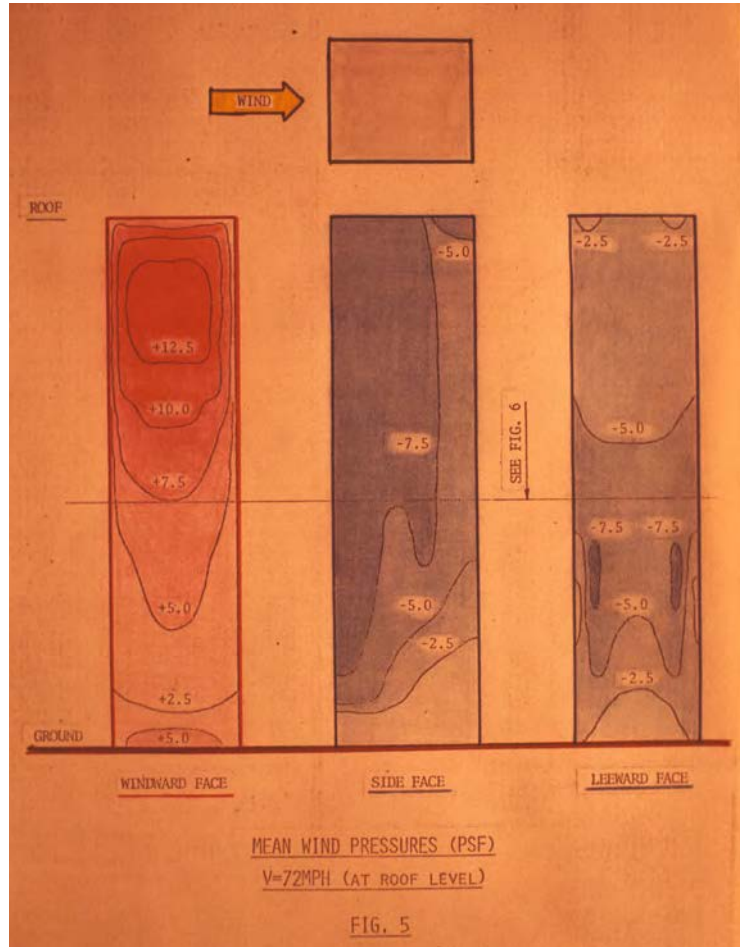 WIND
ROOF
-2.5
-2.5
-5.0
+12.5
+10.0
-5.0
-7.5
SEE FIG. 6
+7.5
-7.5
-7.5
+5.0
-5.0
-5.0
-2.5
-2.5
+2.5
GROUND
+5.0
WINDWARD FACE
SIDE FACE
LEEWARD FACE
MEAN WIND PRESSURES (PSF)
V=72MPH (AT ROOF LEVEL)
FIG. 5